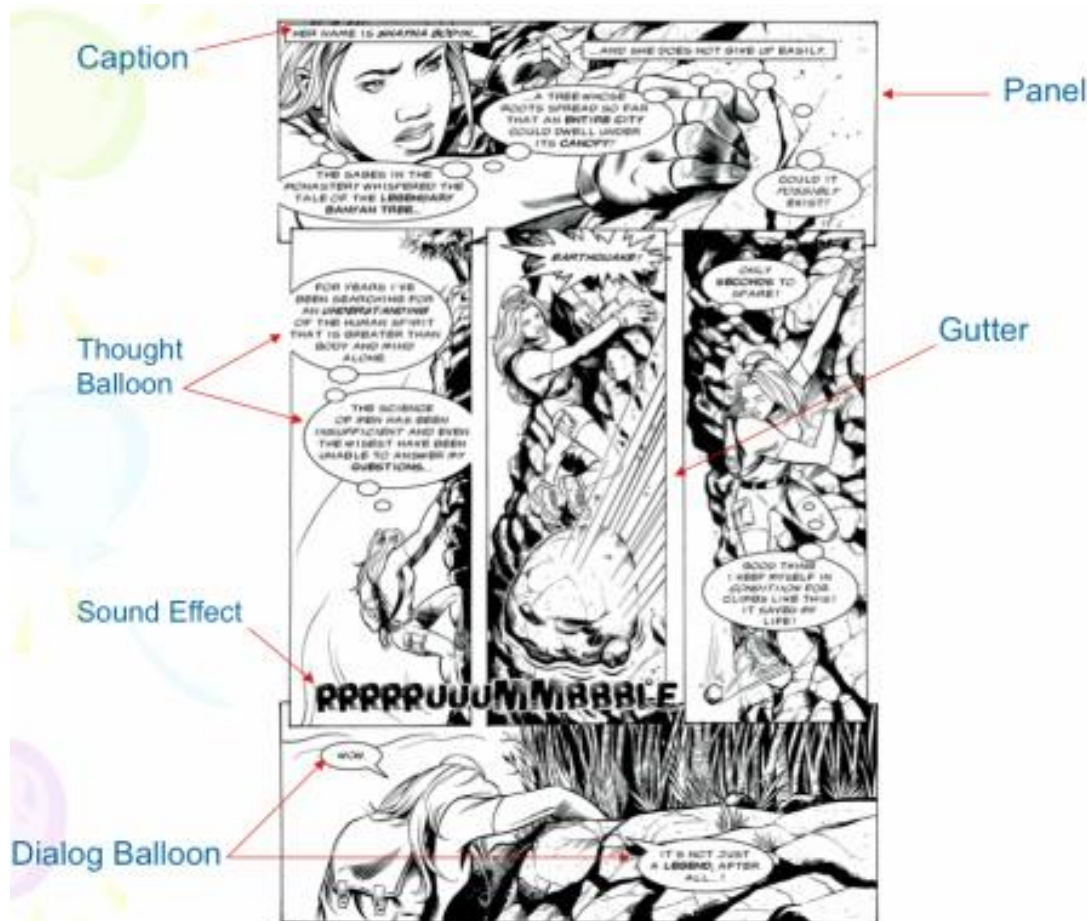 Caption
HER NAME IS
...AND SHE DOES NOT GIVE UP EASILY.
Panel
...A TREE WHOSE
ROOTS SPREAD SO FAR
THAT AN ENTIRE CITY
COULD DWELL UNDER
ITS CANOPY!
THE SAGES IN THE
MONASTERY WHISPERED THE
TALE OF THE LEGENDARY
BANYAN TREE...
COULD IT
POSSIBLY
EXIST?
Thought
Balloon
FOR YEARS I'VE
BEEN SEARCHING FOR
AN UNDERSTANDING
OF THE HUMAN SPIRIT
THAT IS GREATER THAN
BODY AND MIND
ALONE.
THE SCIENCE
OF MEN HAS BEEN
INSUFFICIENT AND EVEN
THE WISEST HAVE BEEN
UNABLE TO ANSWER MY
QUESTIONS...
EARTHQUAKE!
ONLY
SECONDS TO
SPARE!
Gutter
GOOD THING
I KEEP MYSELF IN
CONDITION FOR
CLIMBS LIKE THIS!
IT SAVED MY
LIFE!
Sound Effect
RRRRRUUUMMBBBLE
WOW.
Dialog Balloon
IT'S NOT JUST
A LEGEND, AFTER
ALL...!